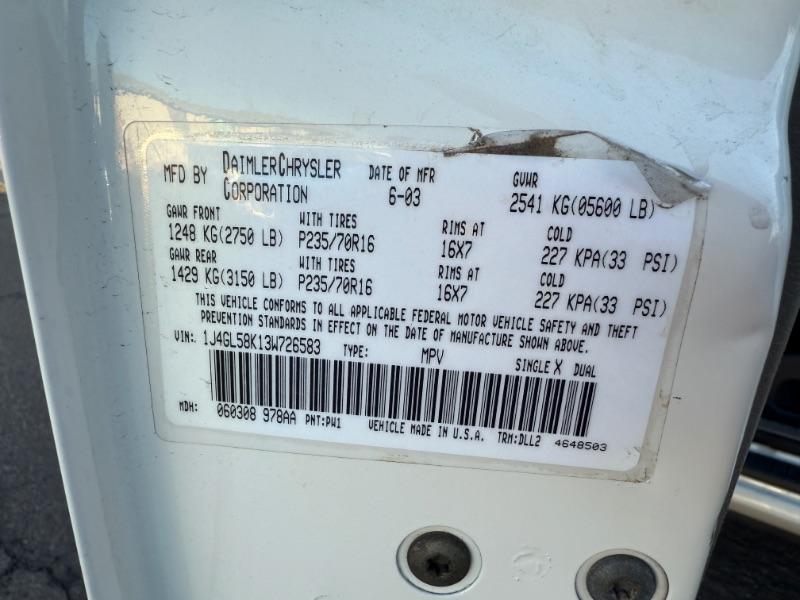 MFD BY DAIMLERCHRYSLER CORPORATION DATE OF MFR 6-03 GVWR 2541 KG(05600 LB)
GAWR FRONT WITH TIRES RIMS AT COLD
1248 KG(2750 LB) P235/70R16 16X7 227 KPA(33 PSI)
GAWR REAR WITH TIRES RIMS AT COLD
1429 KG(3150 LB) P235/70R16 16X7 227 KPA(33 PSI)
THIS VEHICLE CONFORMS TO ALL APPLICABLE FEDERAL MOTOR VEHICLE SAFETY AND THEFT
PREVENTION STANDARDS IN EFFECT ON THE DATE OF MANUFACTURE SHOWN ABOVE.
VIN: 1J4GL58K13W726583 TYPE: MPV SINGLE X DUAL
MDH: 060308 978AA PNT:PW1 VEHICLE MADE IN U.S.A. TRM:DLL2 4648503